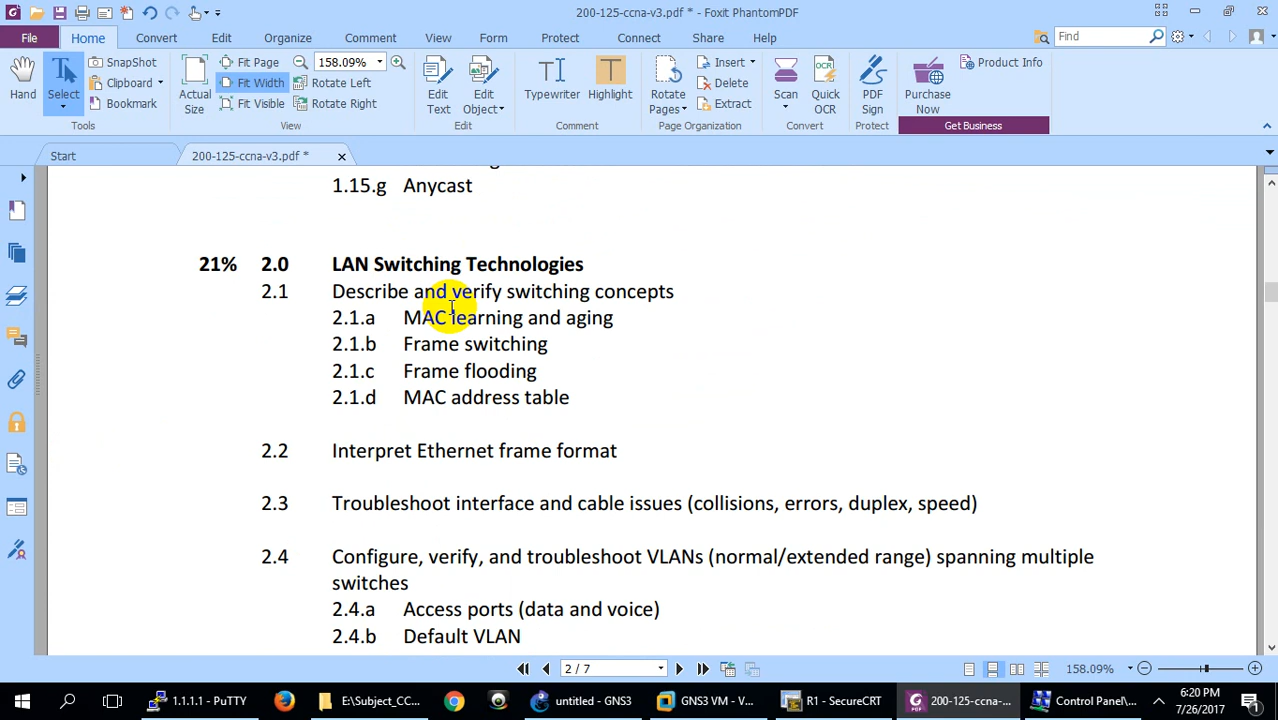 200-125-ccna-v3.pdf * - Foxit PhantomPDF
File Home Convert Edit Organize Comment View Form Protect Connect Share Help Find
Hand
Select
SnapShot
Clipboard
Bookmark
Tools
Actual Size
Fit Page
Fit Width
Fit Visible
158.09%
Rotate Left
Rotate Right
View
Edit Text
Edit Object
Edit
Typewriter
Highlight
Comment
Rotate Pages
Insert
Delete
Extract
Page Organization
Scan
Quick OCR
Convert
PDF Sign
Protect
Purchase Now
Product Info
Get Business
Start 200-125-ccna-v3.pdf *
1.15.g Anycast
21% 2.0 LAN Switching Technologies
2.1 Describe and verify switching concepts
2.1.a MAC learning and aging
2.1.b Frame switching
2.1.c Frame flooding
2.1.d MAC address table
2.2 Interpret Ethernet frame format
2.3 Troubleshoot interface and cable issues (collisions, errors, duplex, speed)
2.4 Configure, verify, and troubleshoot VLANs (normal/extended range) spanning multiple
switches
2.4.a Access ports (data and voice)
2.4.b Default VLAN
2 / 7 158.09%
1.1.1.1 - PuTTY E:\Subject_CC... untitled - GNS3 GNS3 VM - V... R1 - SecureCRT 200-125-ccna-... Control Panel\... 6:20 PM
7/26/2017